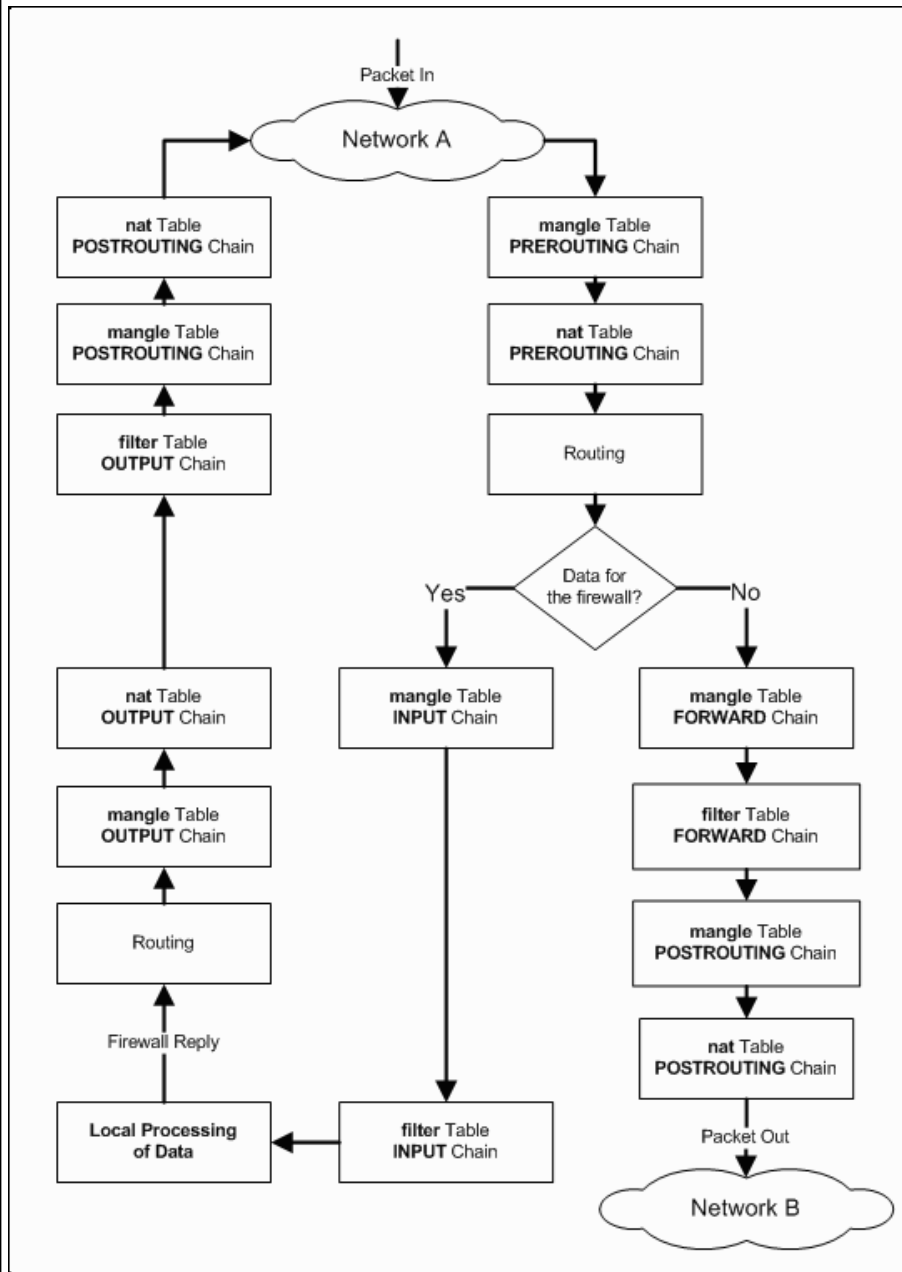 Packet In
Network A
nat Table
POSTROUTING Chain
mangle Table
PREROUTING Chain
mangle Table
POSTROUTING Chain
nat Table
PREROUTING Chain
filter Table
OUTPUT Chain
Routing
Data for
the firewall?
Yes
No
nat Table
OUTPUT Chain
mangle Table
INPUT Chain
mangle Table
FORWARD Chain
mangle Table
OUTPUT Chain
filter Table
FORWARD Chain
Routing
mangle Table
POSTROUTING Chain
Firewall Reply
nat Table
POSTROUTING Chain
Local Processing
of Data
filter Table
INPUT Chain
Packet Out
Network B